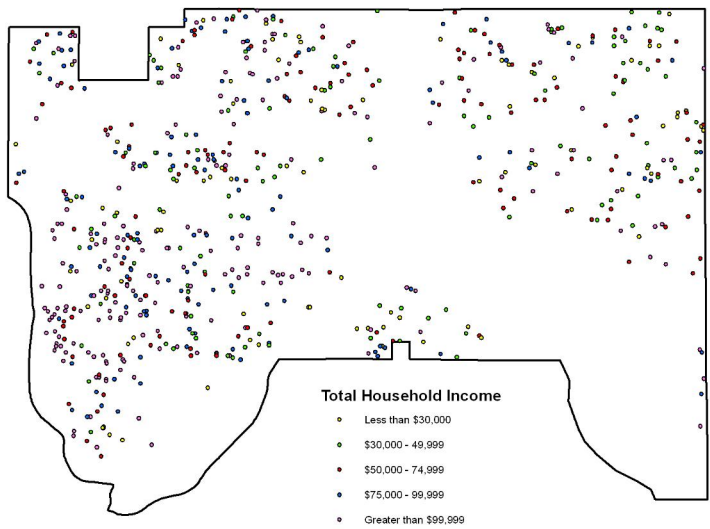 Total Household Income
Less than $30,000
$30,000 - 49,999
$50,000 - 74,999
$75,000 - 99,999
Greater than $99,999